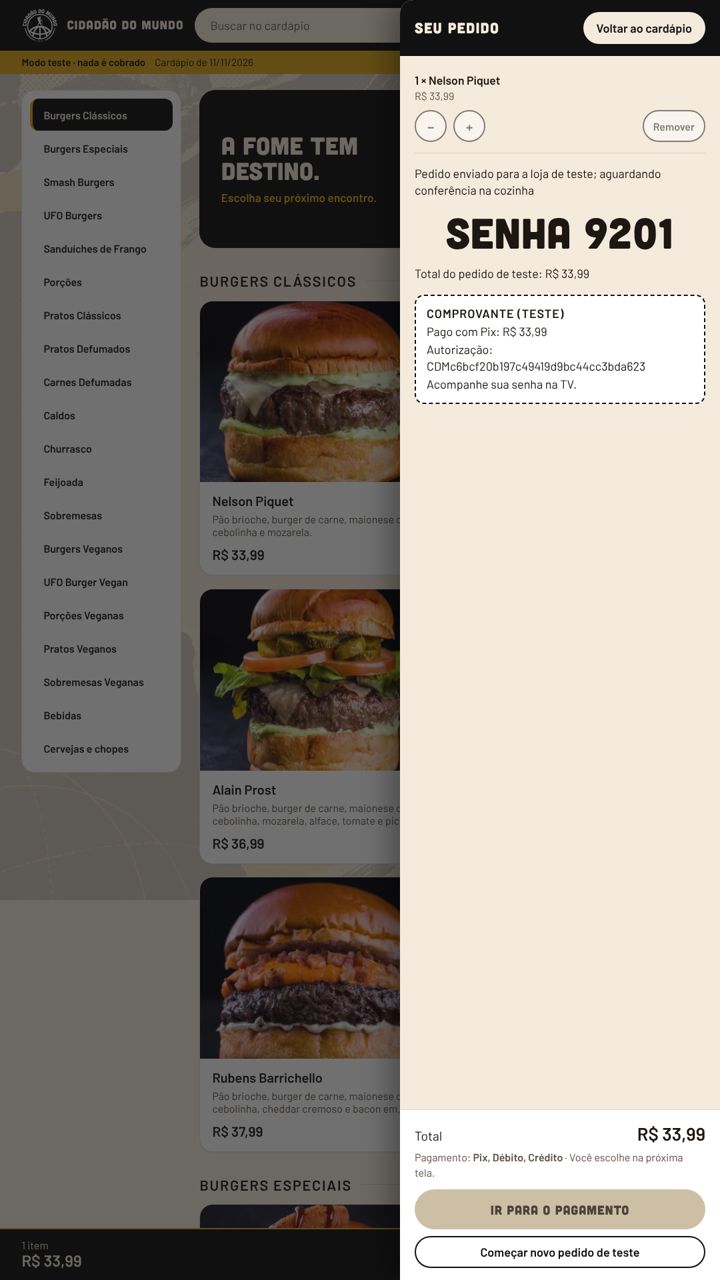 CIDADÃO DO MUNDO
CIDADÃO DO MUNDO
Buscar no cardápio
Modo teste · nada é cobrado Cardápio de 11/11/2026
Burgers Clássicos
Burgers Especiais
Smash Burgers
UFO Burgers
Sanduíches de Frango
Porções
Pratos Clássicos
Pratos Defumados
Carnes Defumadas
Caldos
Churrasco
Feijoada
Sobremesas
Burgers Veganos
UFO Burger Vegan
Porções Veganas
Pratos Veganos
Sobremesas Veganas
Bebidas
Cervejas e chopes
A FOME TEM
DESTINO.
Escolha seu próximo encontro.
BURGERS CLÁSSICOS
Nelson Piquet
Pão brioche, burger de carne, maionese
cebolinha e mozarela.
R$ 33,99
Alain Prost
Pão brioche, burger de carne, maionese
cebolinha, mozarela, alface, tomate e
R$ 36,99
Rubens Barrichello
Pão brioche, burger de carne, maionese
cebolinha, cheddar cremoso e bacon em
R$ 37,99
BURGERS ESPECIAIS
1 item
R$ 33,99
SEU PEDIDO
Voltar ao cardápio
1 × Nelson Piquet
R$ 33,99
− +
Remover
Pedido enviado para a loja de teste; aguardando
conferência na cozinha
SENHA 9201
Total do pedido de teste: R$ 33,99
COMPROVANTE (TESTE)
Pago com Pix: R$ 33,99
Autorização:
CDMc6bcf20b197c49419d9bc44cc3bda623
Acompanhe sua senha na TV.
Total R$ 33,99
Pagamento: Pix, Débito, Crédito · Você escolhe na próxima
tela.
IR PARA O PAGAMENTO
Começar novo pedido de teste